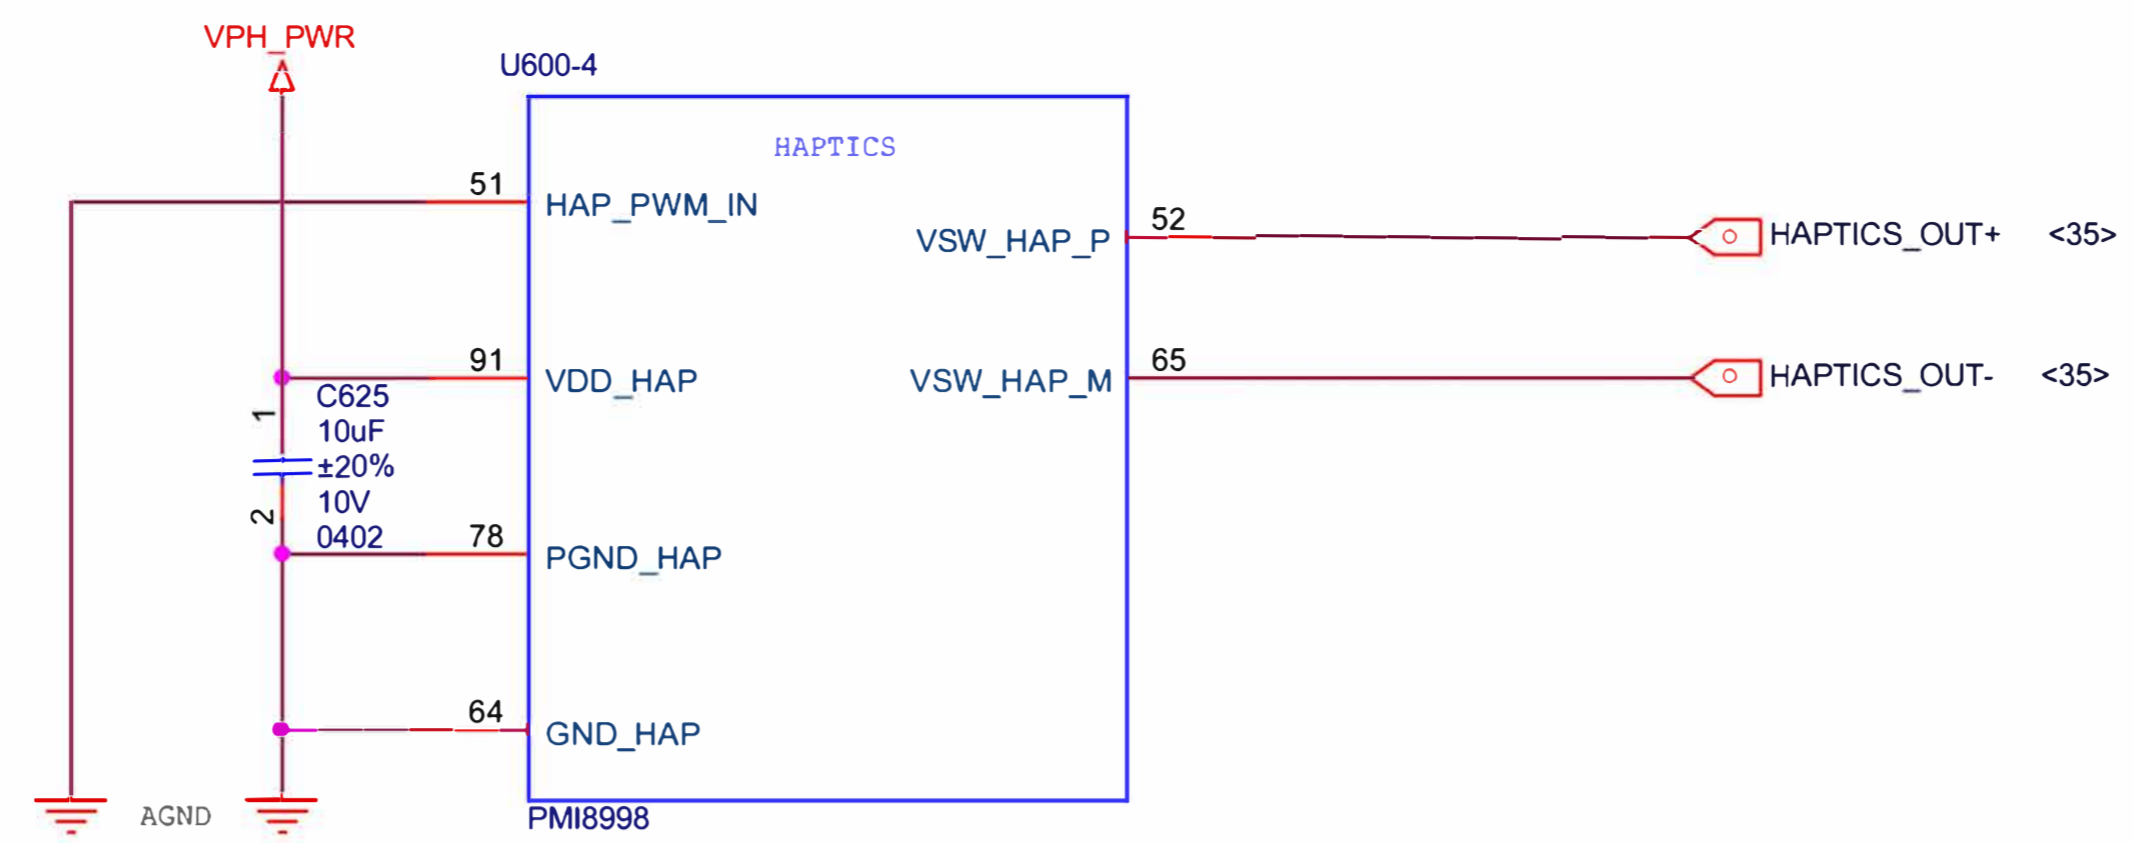 VPH_PWR
U600-4
HAPTICS
51
HAP_PWM_IN
52
VSW_HAP_P
HAPTICS_OUT+ <35>
91
VDD_HAP
65
VSW_HAP_M
HAPTICS_OUT- <35>
1
C625
10uF
±20%
10V
0402
2
78
PGND_HAP
64
GND_HAP
AGND
PMI8998